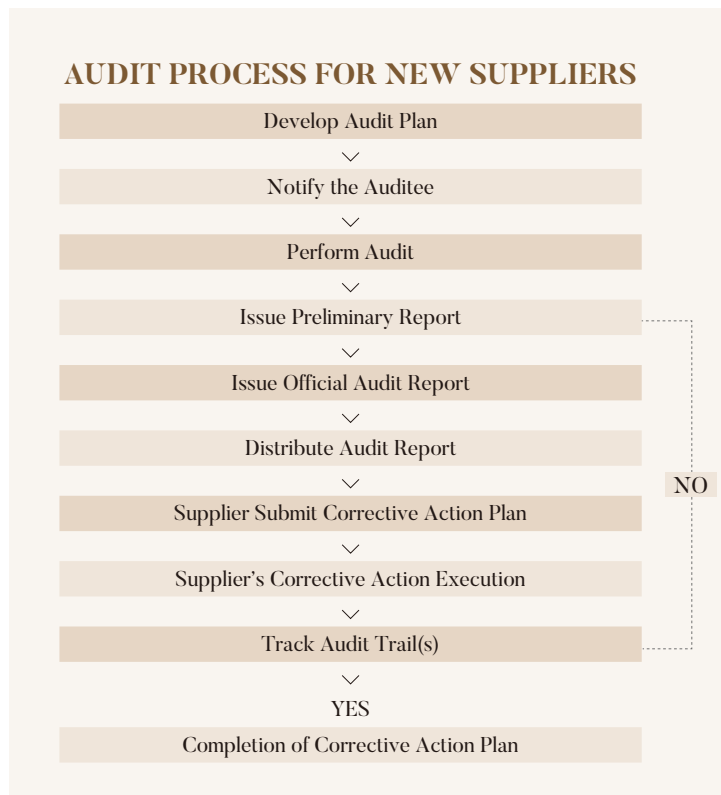 AUDIT PROCESS FOR NEW SUPPLIERS
Develop Audit Plan
Notify the Auditee
Perform Audit
Issue Preliminary Report
Issue Official Audit Report
Distribute Audit Report
NO
Supplier Submit Corrective Action Plan
Supplier’s Corrective Action Execution
Track Audit Trail(s)
YES
Completion of Corrective Action Plan